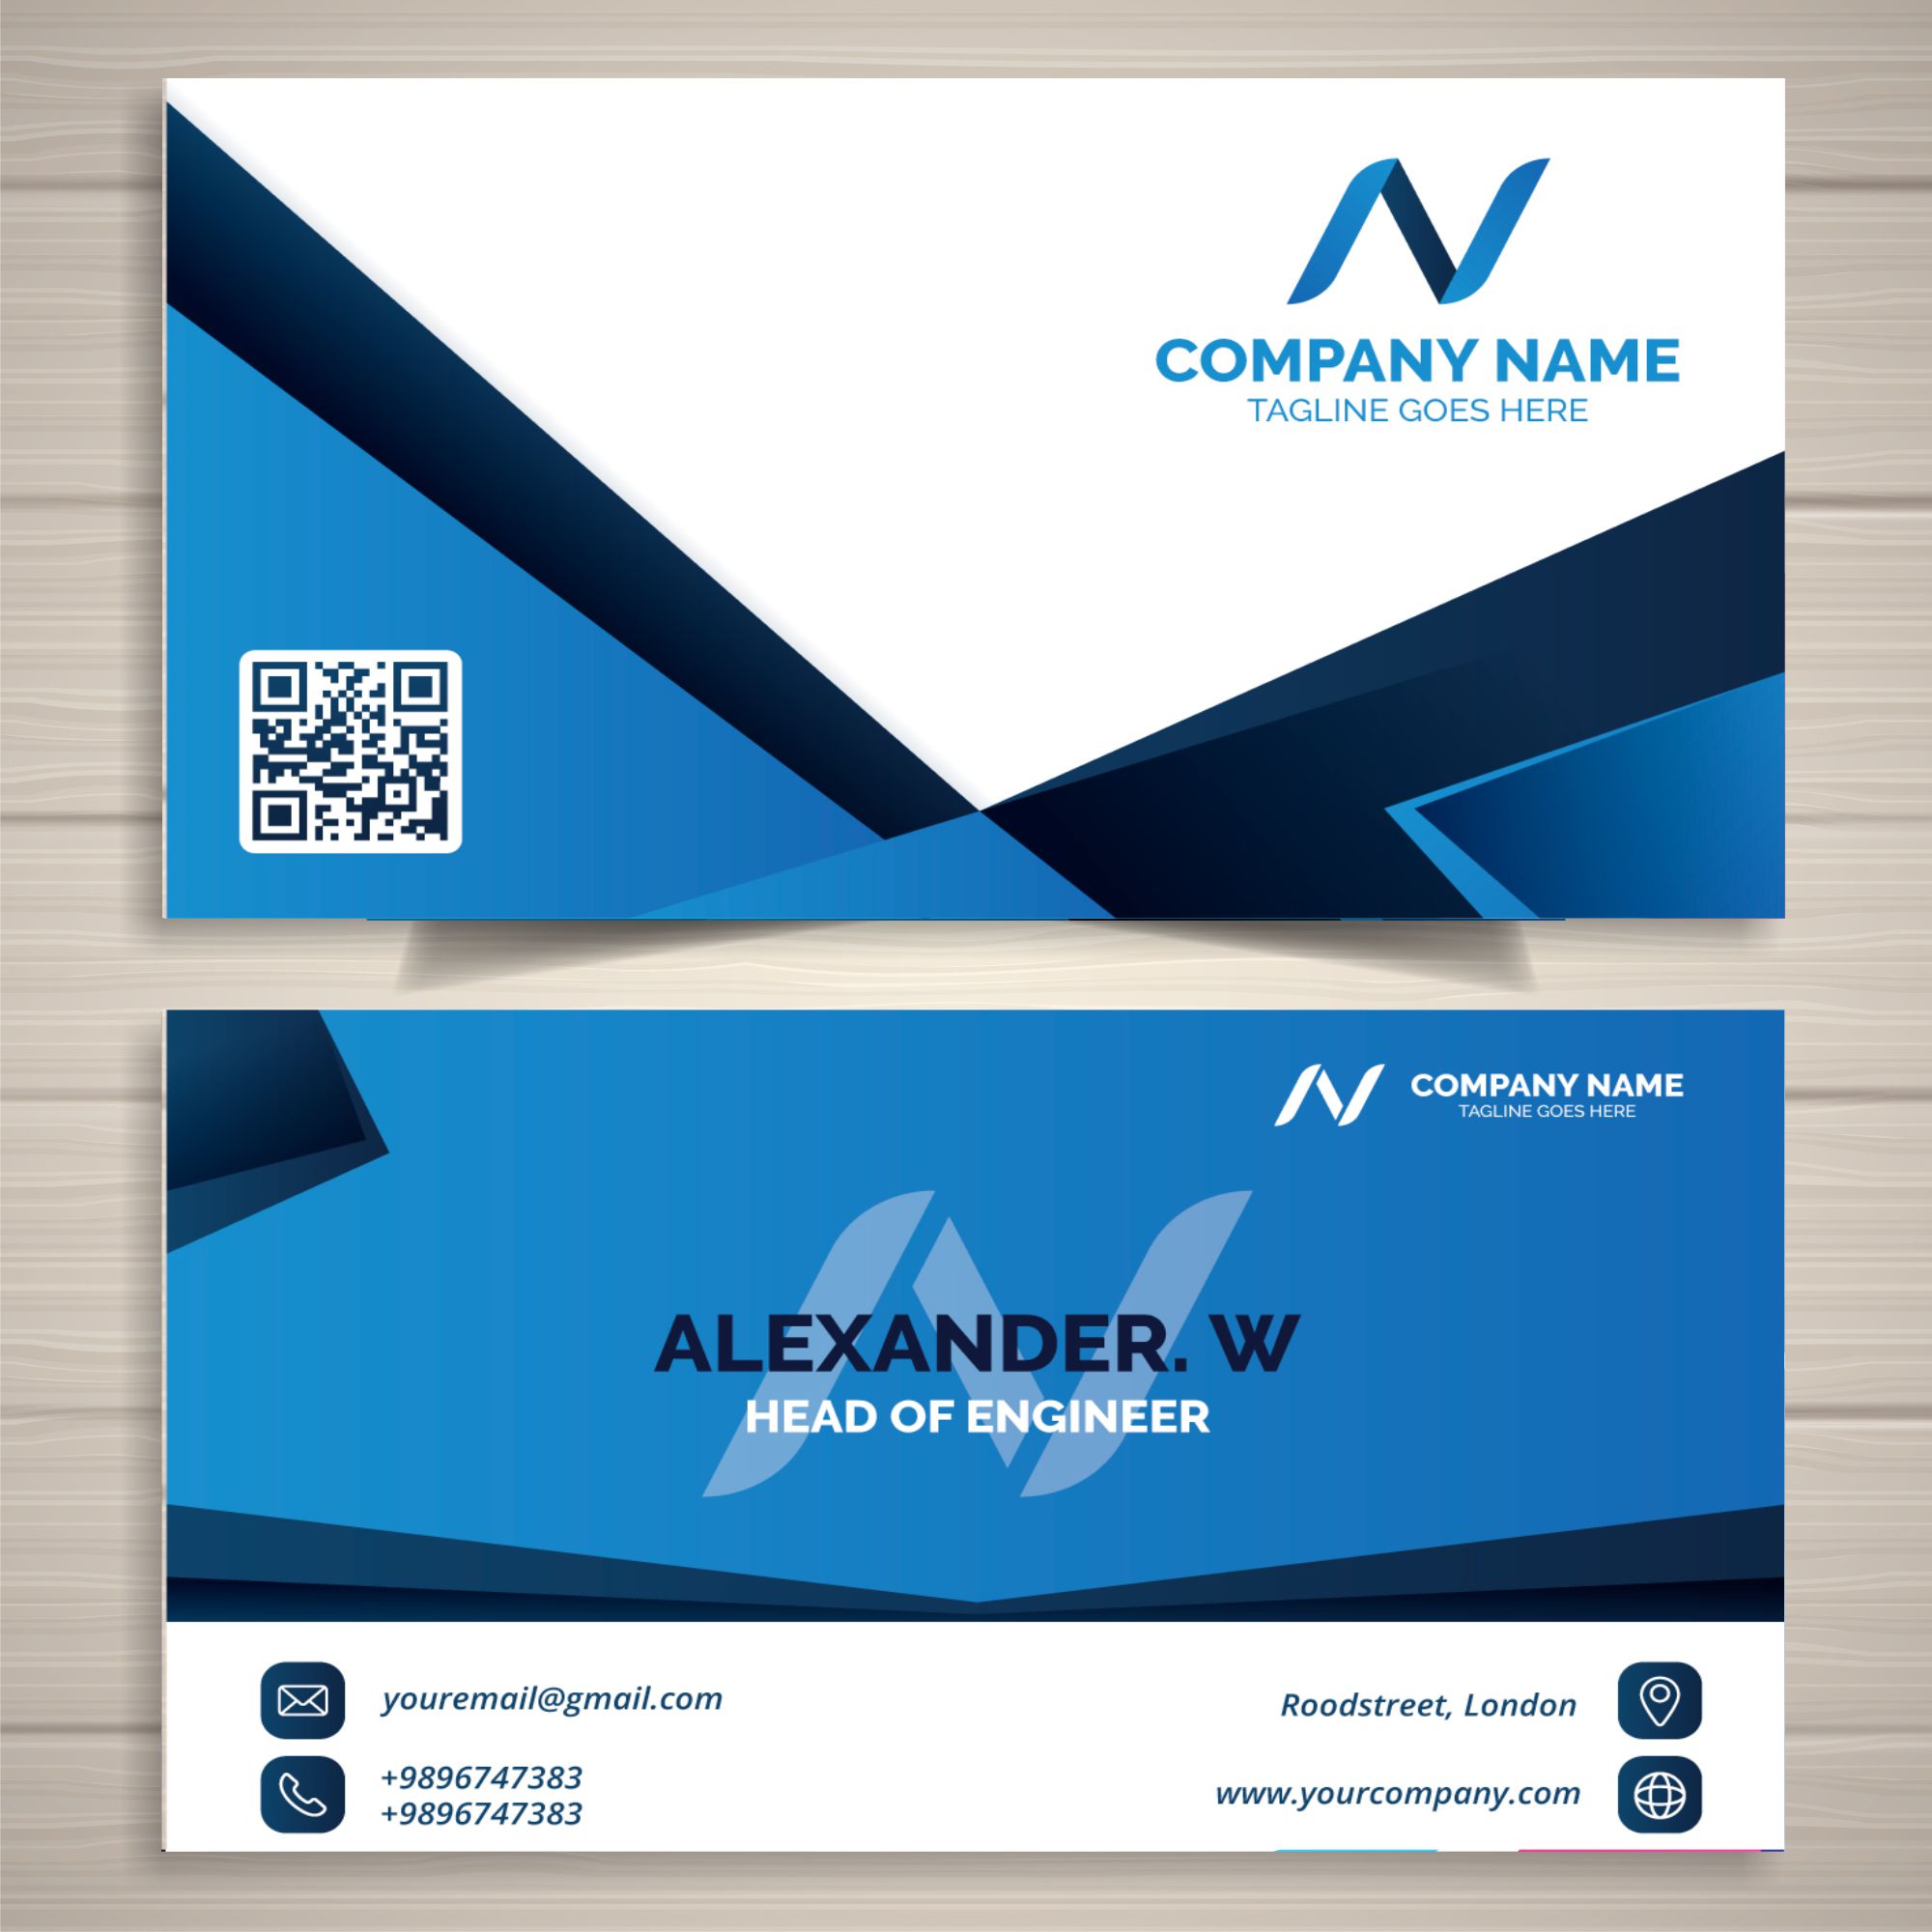 COMPANY NAME
TAGLINE GOES HERE
COMPANY NAME
TAGLINE GOES HERE
ALEXANDER. W
HEAD OF ENGINEER
youremail@gmail.com
+9896747383
+9896747383
Roodstreet, London
www.yourcompany.com